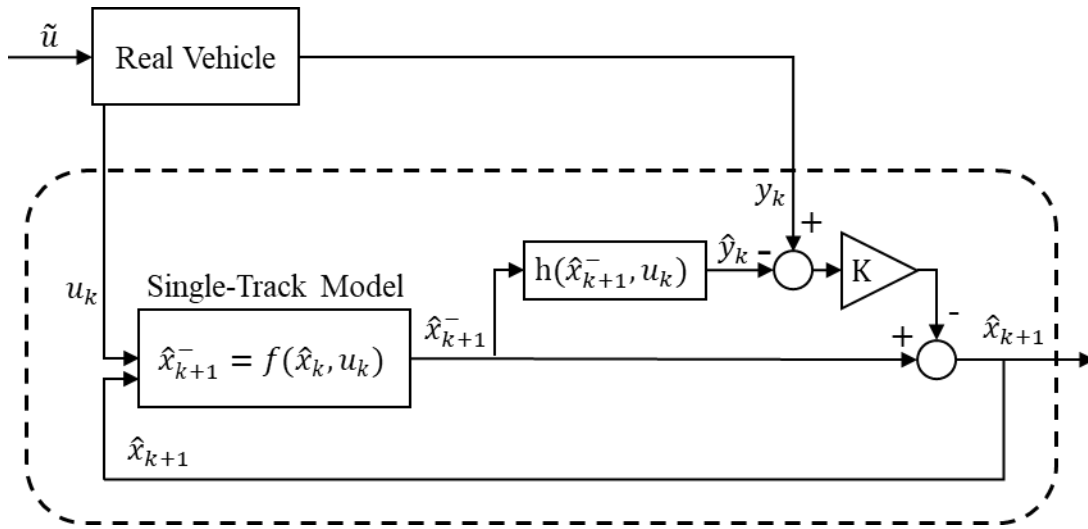 ũ
Real Vehicle
y_k
+
u_k
Single-Track Model
h(x̂⁻_{k+1}, u_k)
ŷ_k
-
K
x̂⁻_{k+1} = f(x̂_k, u_k)
x̂⁻_{k+1}
+
-
x̂_{k+1}
x̂_{k+1}